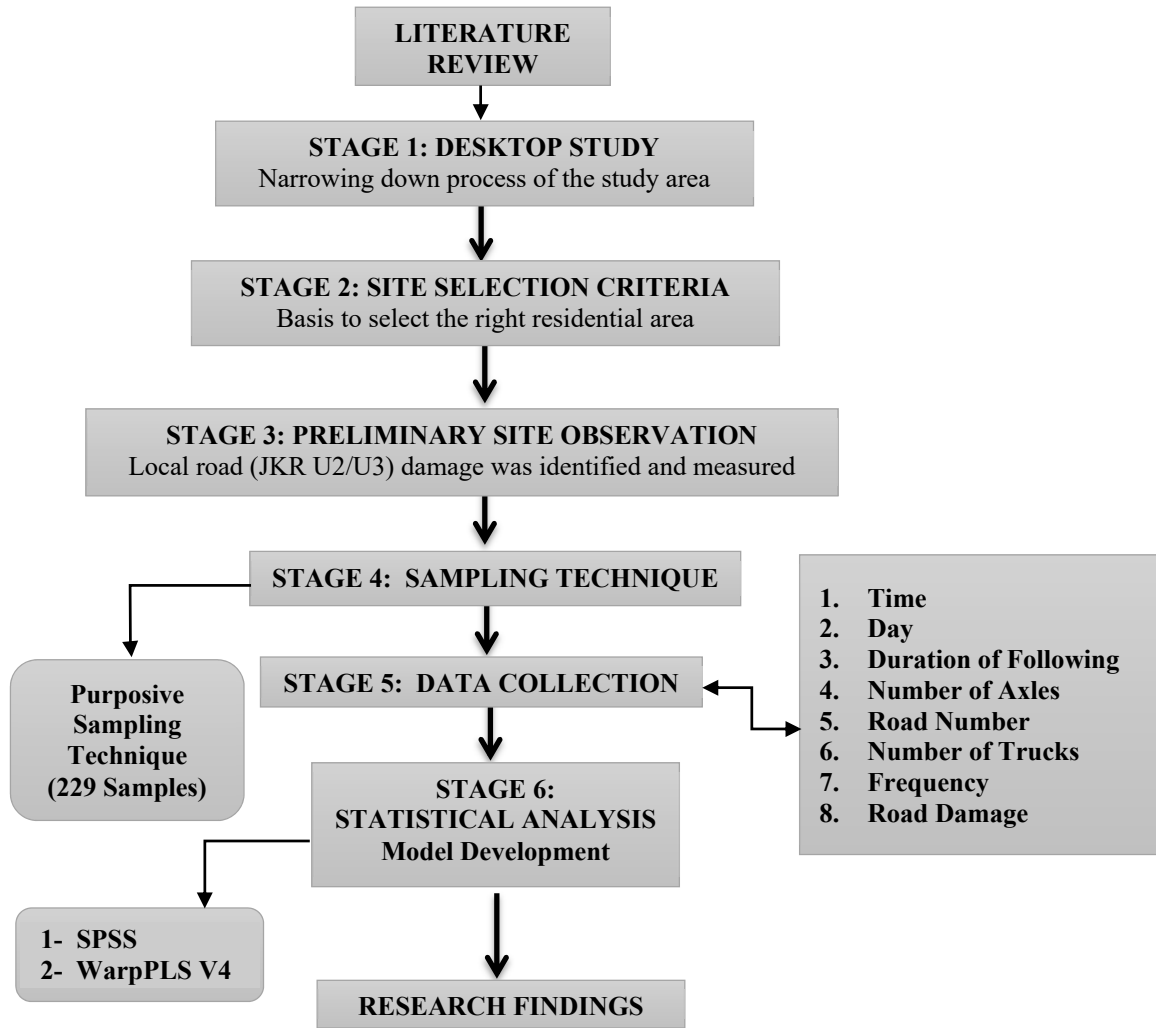 LITERATURE
REVIEW
STAGE 1: DESKTOP STUDY
Narrowing down process of the study area
STAGE 2: SITE SELECTION CRITERIA
Basis to select the right residential area
STAGE 3: PRELIMINARY SITE OBSERVATION
Local road (JKR U2/U3) damage was identified and measured
STAGE 4: SAMPLING TECHNIQUE
Purposive
Sampling
Technique
(229 Samples)
STAGE 5: DATA COLLECTION
1. Time
2. Day
3. Duration of Following
4. Number of Axles
5. Road Number
6. Number of Trucks
7. Frequency
8. Road Damage
STAGE 6:
STATISTICAL ANALYSIS
Model Development
1- SPSS
2- WarpPLS V4
RESEARCH FINDINGS